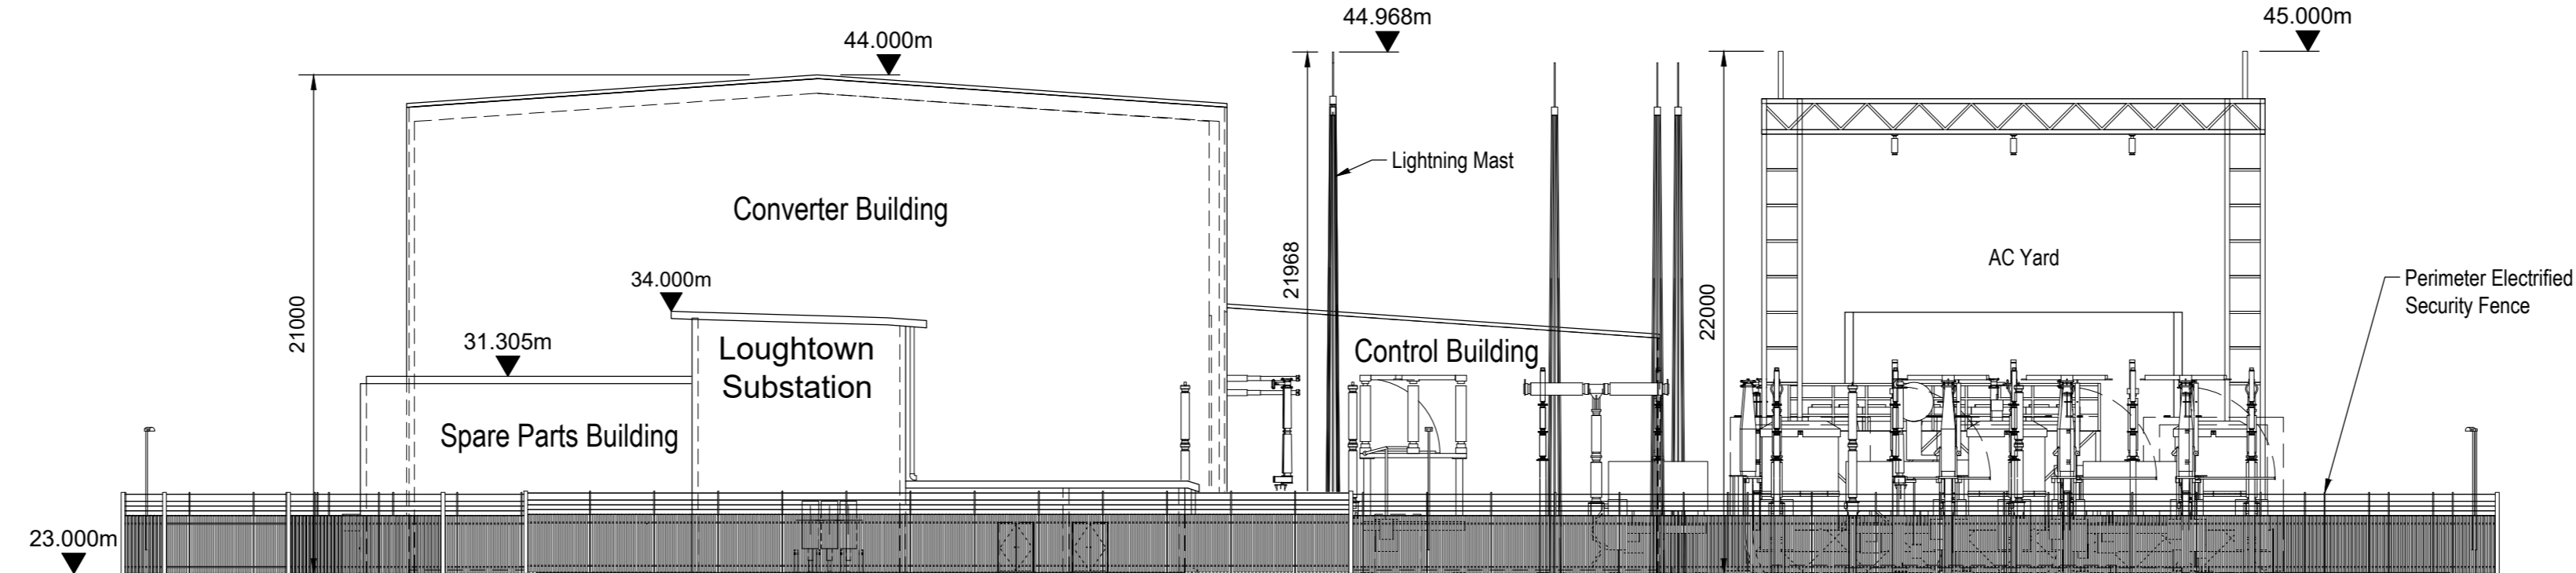 44.968m
45.000m
44.000m
Lightning Mast
Converter Building
21968
AC Yard
34.000m
Perimeter Electrified
Security Fence
21000
22000
31.305m
Loughtown
Substation
Control Building
Spare Parts Building
23.000m